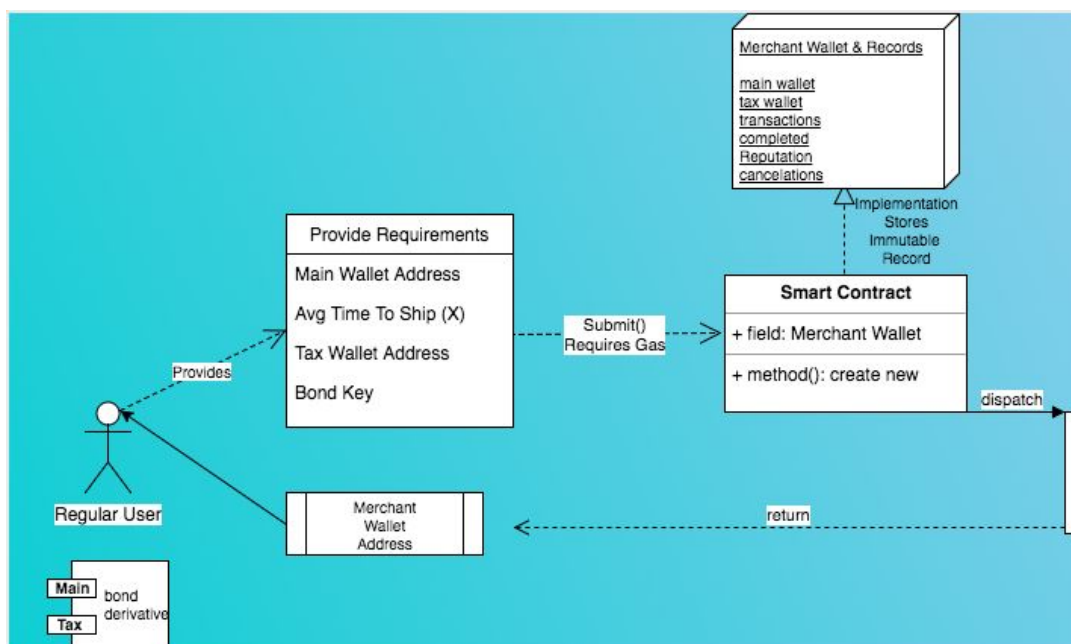 Merchant Wallet & Records
main wallet
tax wallet
transactions
completed
Reputation
cancelations
Implementation
Stores
Immutable
Record
Provide Requirements
Main Wallet Address
Avg Time To Ship (X)
Tax Wallet Address
Bond Key
Submit()
Requires Gas
Smart Contract
+ field: Merchant Wallet
+ method(): create new
dispatch
Provides
Regular User
Merchant
Wallet
Address
return
Main
Tax
bond
derivative